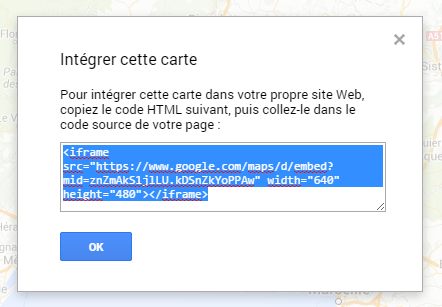 Intégrer cette carte
Pour intégrer cette carte dans votre propre site Web,
copiez le code HTML suivant, puis collez-le dans le
code source de votre page :
<iframe
src="https://www.google.com/maps/d/embed?
mid=znZmAkS1jlLU.kDSnZkYoPPAw" width="640"
height="480"></iframe>
OK
Marseille